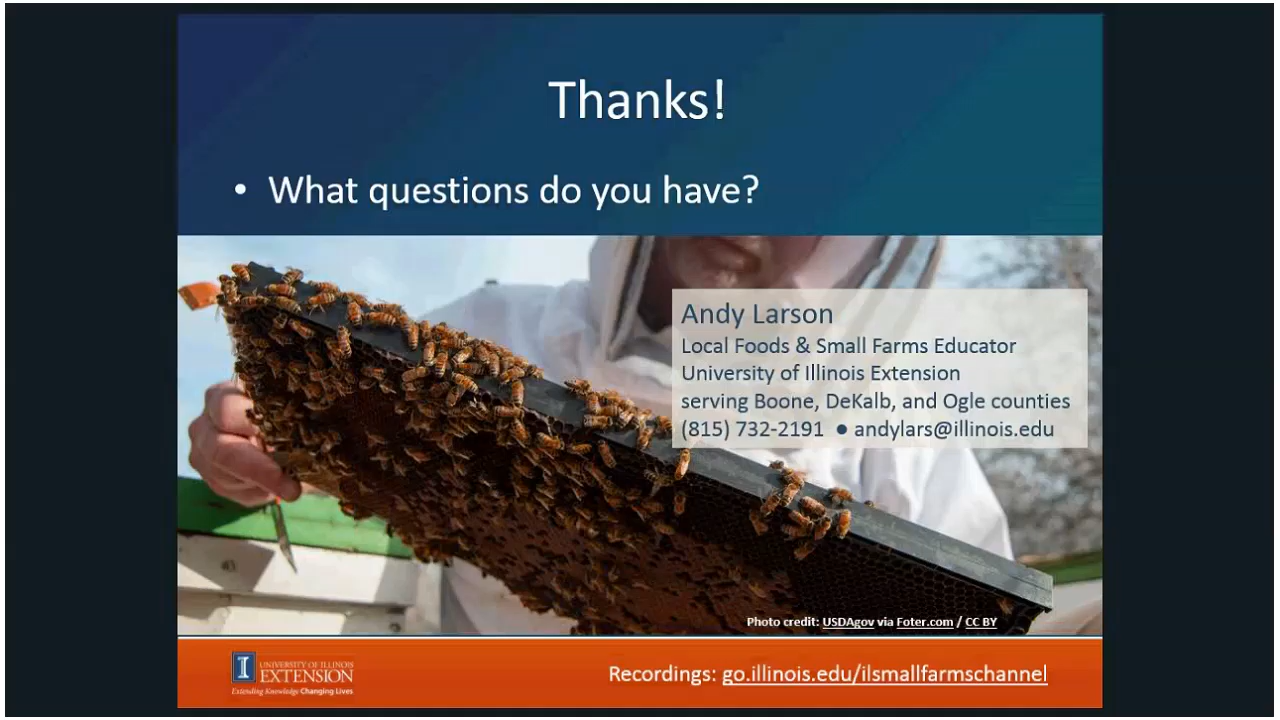 Thanks!
• What questions do you have?
Andy Larson
Local Foods & Small Farms Educator
University of Illinois Extension
serving Boone, DeKalb, and Ogle counties
(815) 732-2191 ● andylars@illinois.edu
Photo credit: USDAgov via Foter.com / CC BY
I
UNIVERSITY OF ILLINOIS
EXTENSION
Extending Knowledge Changing Lives
Recordings: go.illinois.edu/ilsmallfarmschannel